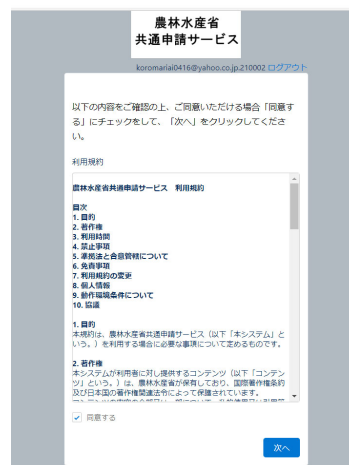 農林水産省
共通申請サービス
koromariai0416@yahoo.co.jp.210002 ログアウト
以下の内容をご確認の上、ご同意いただける場合「同意す
る」にチェックをして、「次へ」をクリックしてくださ
い。
利用規約
農林水産省共通申請サービス 利用規約
目次
1. 目的
2. 著作権
3. 利用時間
4. 禁止事項
5. 準拠法と合意管轄について
6. 免責事項
7. 利用規約の変更
8. 個人情報
9. 動作環境条件について
10. 協議
1. 目的
本規約は、農林水産省共通申請サービス（以下「本システム」と
いう。）を利用する場合に必要な事項について定めるものです。
2. 著作権
本システムが利用者に対し提供するコンテンツ（以下「コンテン
ツ」という。）は、農林水産省が保有しており、国際著作権条約
及び日本国の著作権関連法令によって保護されています。
同意する
次へ